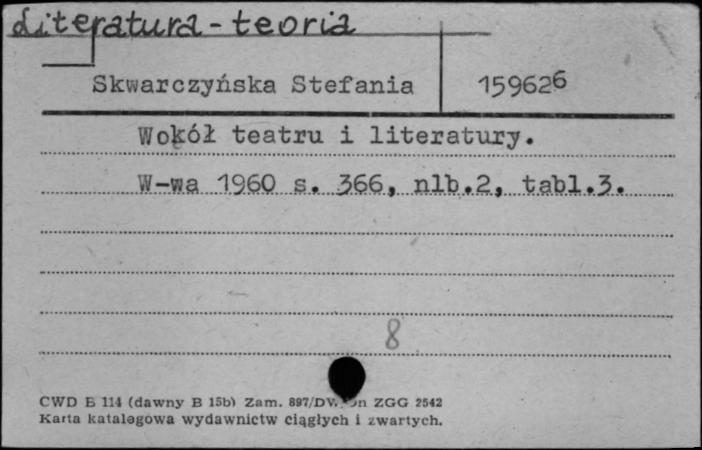 Literatura - teoria
Skwarczyńska Stefania 159626
Wokół teatru i literatury.
W-wa 1960 s. 366, nlb.2, tabl.3.
8
CWD B 114 (dawny B 15b) Zam. 897/DW. ZGG 2542
Karta katalogowa wydawnictw ciągłych i zwartych.